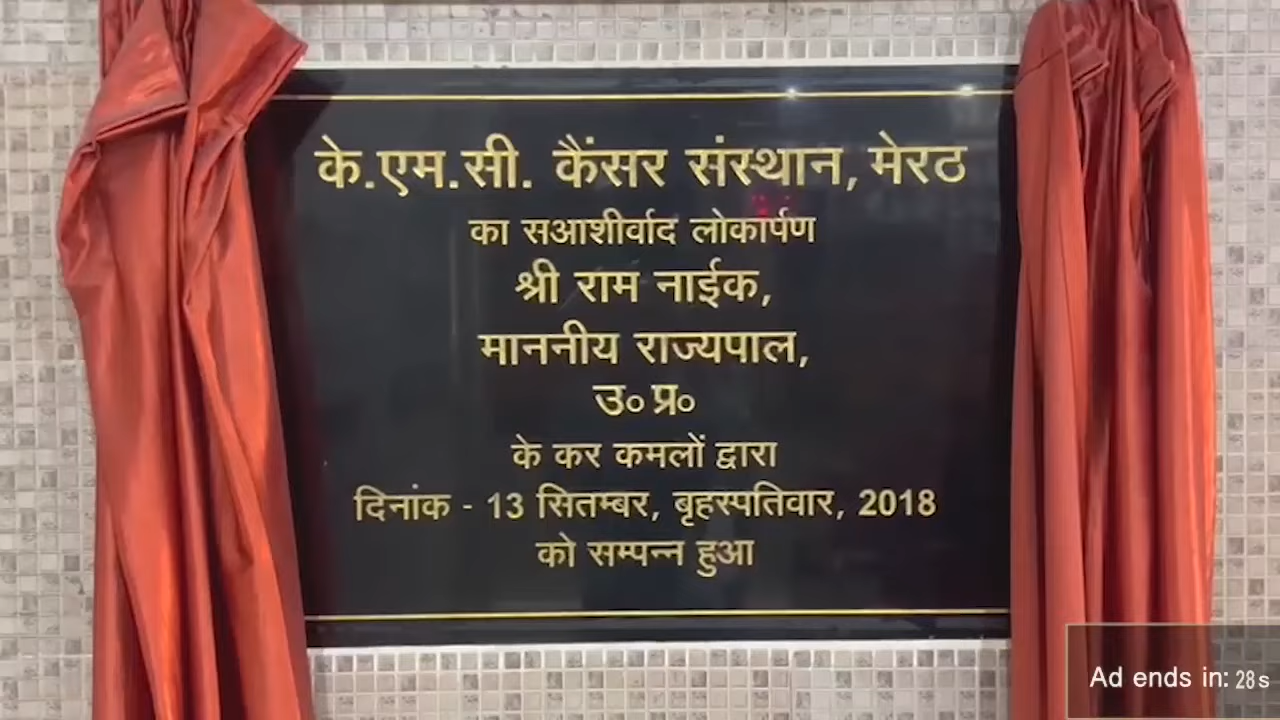 के.एम.सी. कैंसर संस्थान, मेरठ
का सआशीर्वाद लोकार्पण
श्री राम नाईक,
माननीय राज्यपाल,
उ० प्र०
के कर कमलों द्वारा
दिनांक - 13 सितम्बर, बृहस्पतिवार, 2018
को सम्पन्न हुआ
Ad ends in: 28s